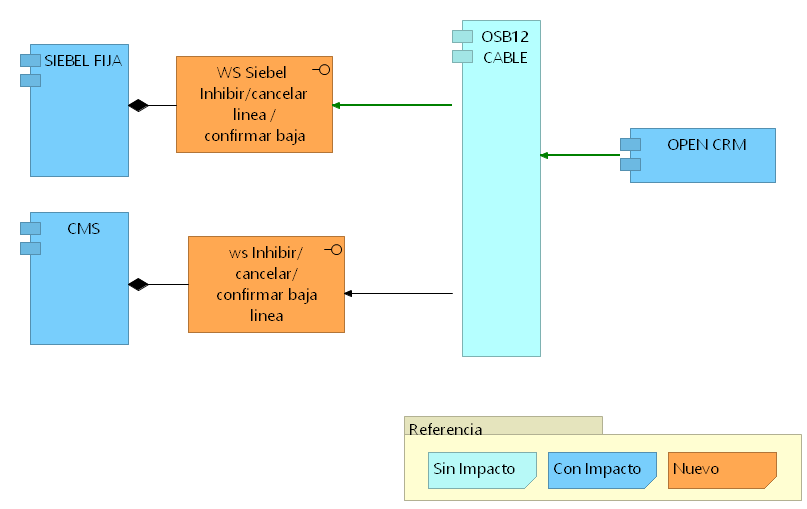 SIEBEL FIJA
WS Siebel
Inhibir/cancelar
linea /
confirmar baja
OSB12
CABLE
OPEN CRM
CMS
ws Inhibir/
cancelar/
confirmar baja
linea
Referencia
Sin Impacto
Con Impacto
Nuevo